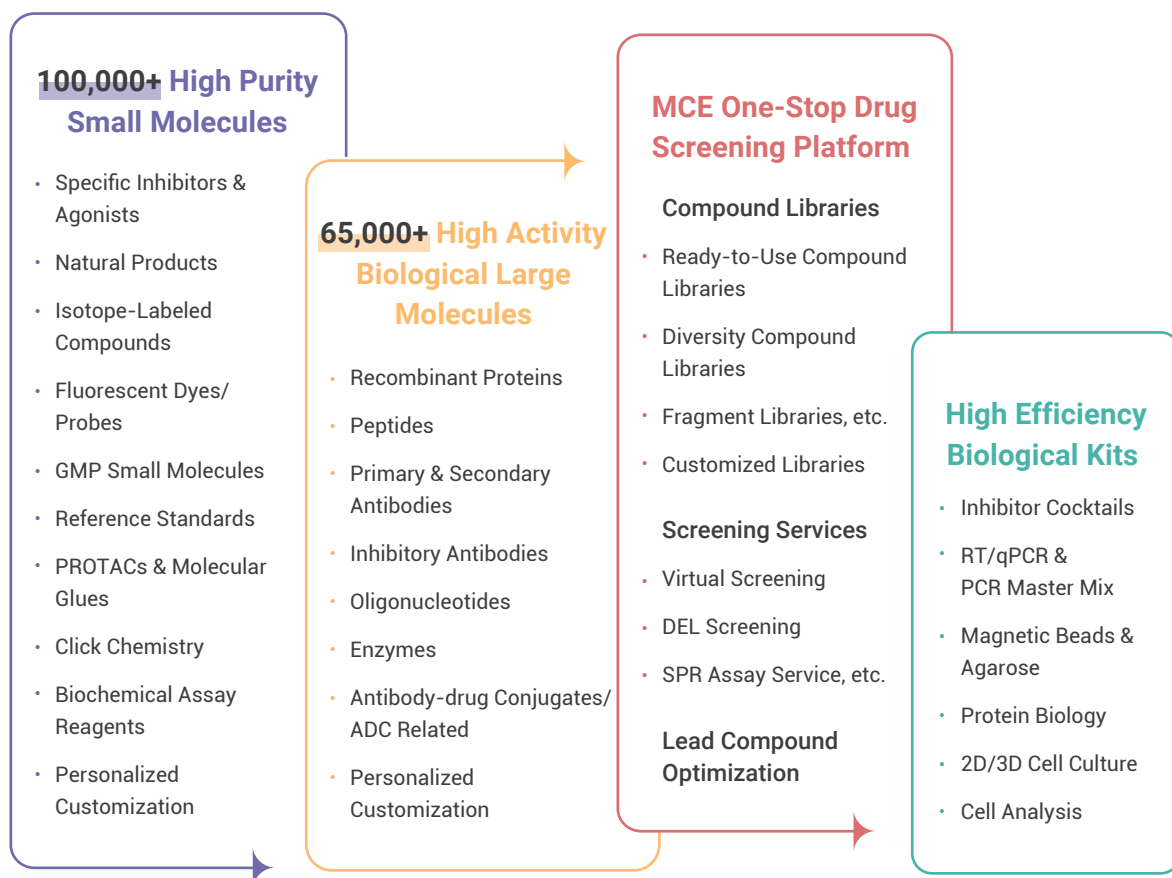 100,000+ High Purity
Small Molecules
Specific Inhibitors &
Agonists
Natural Products
Isotope-Labeled
Compounds
Fluorescent Dyes/
Probes
GMP Small Molecules
Reference Standards
PROTACs & Molecular
Glues
Click Chemistry
Biochemical Assay
Reagents
Personalized
Customization
65,000+ High Activity
Biological Large
Molecules
Recombinant Proteins
Peptides
Primary & Secondary
Antibodies
Inhibitory Antibodies
Oligonucleotides
Enzymes
Antibody-drug Conjugates/
ADC Related
Personalized
Customization
MCE One-Stop Drug
Screening Platform
Compound Libraries
Ready-to-Use Compound
Libraries
Diversity Compound
Libraries
Fragment Libraries, etc.
Customized Libraries
Screening Services
Virtual Screening
DEL Screening
SPR Assay Service, etc.
Lead Compound
Optimization
High Efficiency
Biological Kits
Inhibitor Cocktails
RT/qPCR &
PCR Master Mix
Magnetic Beads &
Agarose
Protein Biology
2D/3D Cell Culture
Cell Analysis